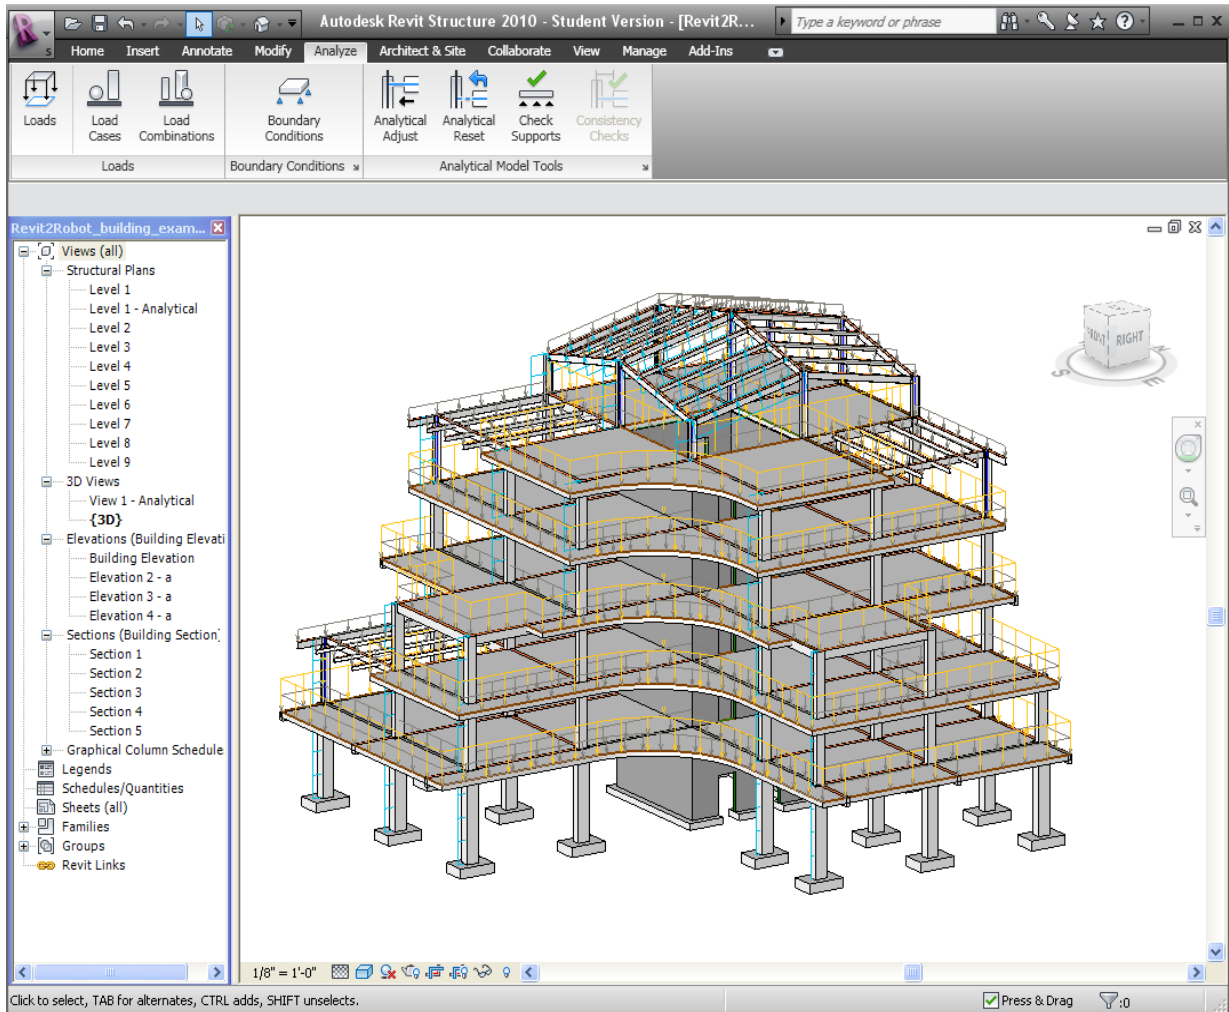 Autodesk Revit Structure 2010 - Student Version - [Revit2R...
Type a keyword or phrase
Home Insert Annotate Modify Analyze Architect & Site Collaborate View Manage Add-Ins
Loads
Load Cases
Load Combinations
Boundary Conditions
Analytical Adjust
Analytical Reset
Check Supports
Consistency Checks
Loads
Boundary Conditions
Analytical Model Tools
Revit2Robot_building_exam...
Views (all)
Structural Plans
Level 1
Level 1 - Analytical
Level 2
Level 3
Level 4
Level 5
Level 6
Level 7
Level 8
Level 9
3D Views
View 1 - Analytical
{3D}
Elevations (Building Elevati
Building Elevation
Elevation 2 - a
Elevation 3 - a
Elevation 4 - a
Sections (Building Section)
Section 1
Section 2
Section 3
Section 4
Section 5
Graphical Column Schedule
Legends
Schedules/Quantities
Sheets (all)
Families
Groups
Revit Links
FRONT
RIGHT
S
E
1/8" = 1'-0"
Click to select, TAB for alternates, CTRL adds, SHIFT unselects.
Press & Drag
:0